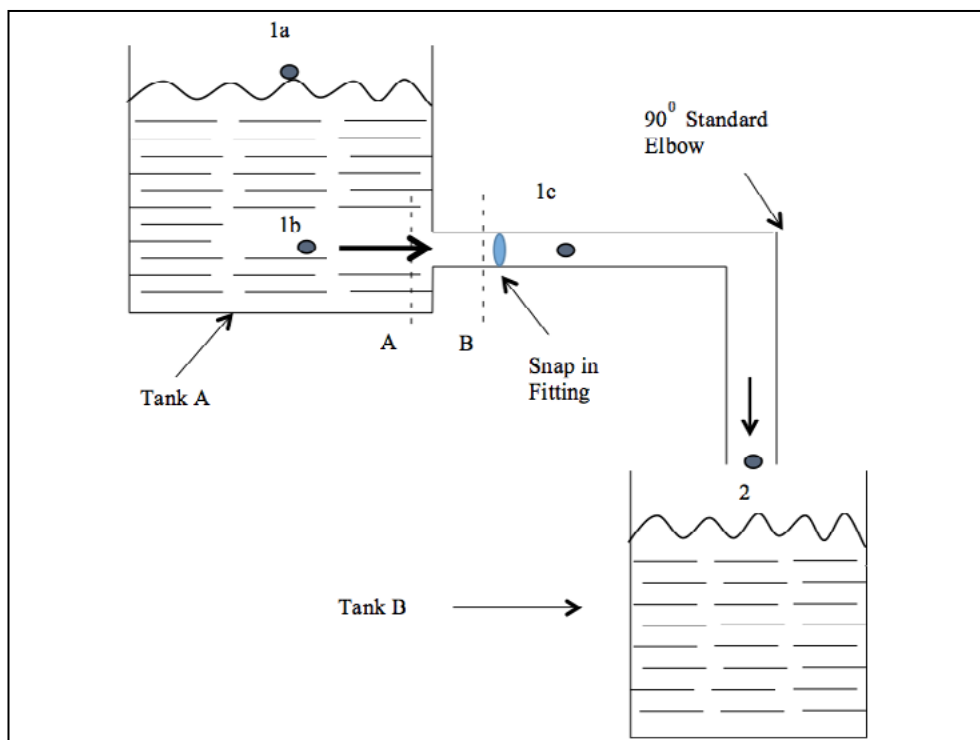 1a
90⁰ Standard
Elbow
1c
1b
A
B
Snap in
Fitting
Tank A
2
Tank B